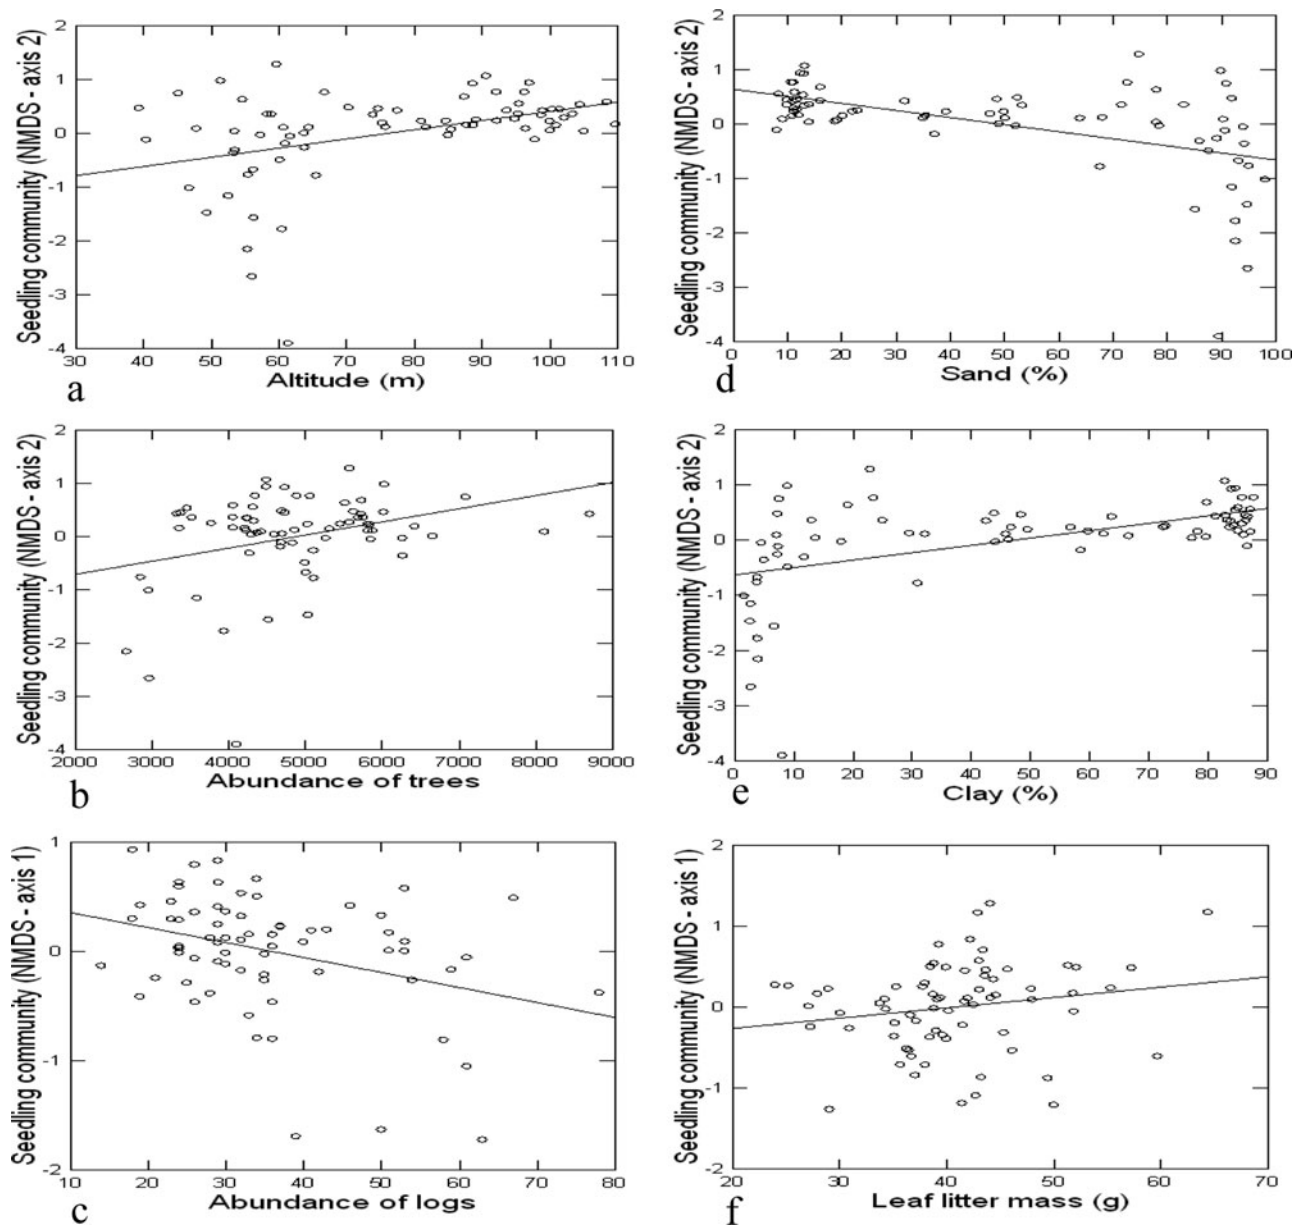 Seedling community (NMDS - axis 2)
2
1
0
-1
-2
-3
-4
30 40 50 60 70 80 90 100 110
Altitude (m)
a
Seedling community (NMDS - axis 2)
2
1
0
-1
-2
-3
-4
0 10 20 30 40 50 60 70 80 90 100
Sand (%)
d
Seedling community (NMDS - axis 2)
2
1
0
-1
-2
-3
-4
2000 3000 4000 5000 6000 7000 8000 9000
Abundance of trees
b
Seedling community (NMDS - axis 2)
2
1
0
-1
-2
-3
-4
0 10 20 30 40 50 60 70 80 90
Clay (%)
e
Seedling community (NMDS - axis 1)
1
0
-1
-2
10 20 30 40 50 60 70 80
Abundance of logs
c
Seedling community (NMDS - axis 1)
2
1
0
-1
-2
20 30 40 50 60 70
Leaf litter mass (g)
f